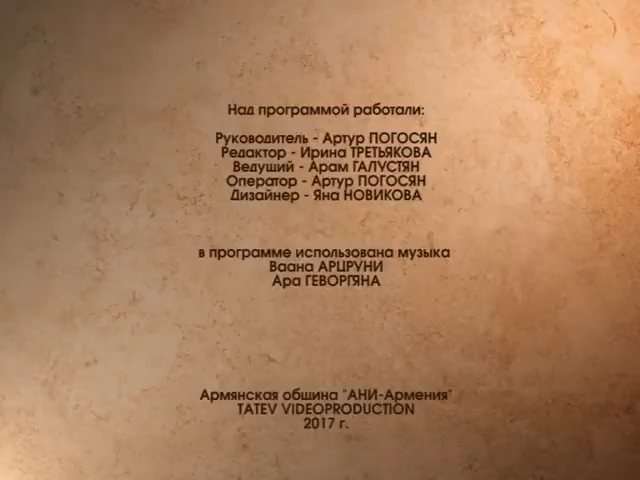 Над программой работали:
Руководитель - Артур ПОГОСЯН
Редактор - Ирина ТРЕТЬЯКОВА
Ведущий - Арам ГАЛУСТЯН
Оператор - Артур ПОГОСЯН
Дизайнер - Яна НОВИКОВА
в программе использована музыка
Ваана АРЦРУНИ
Ара ГЕВОРГЯНА
Армянская община "АНИ-Армения"
TATEV VIDEOPRODUCTION
2017 г.